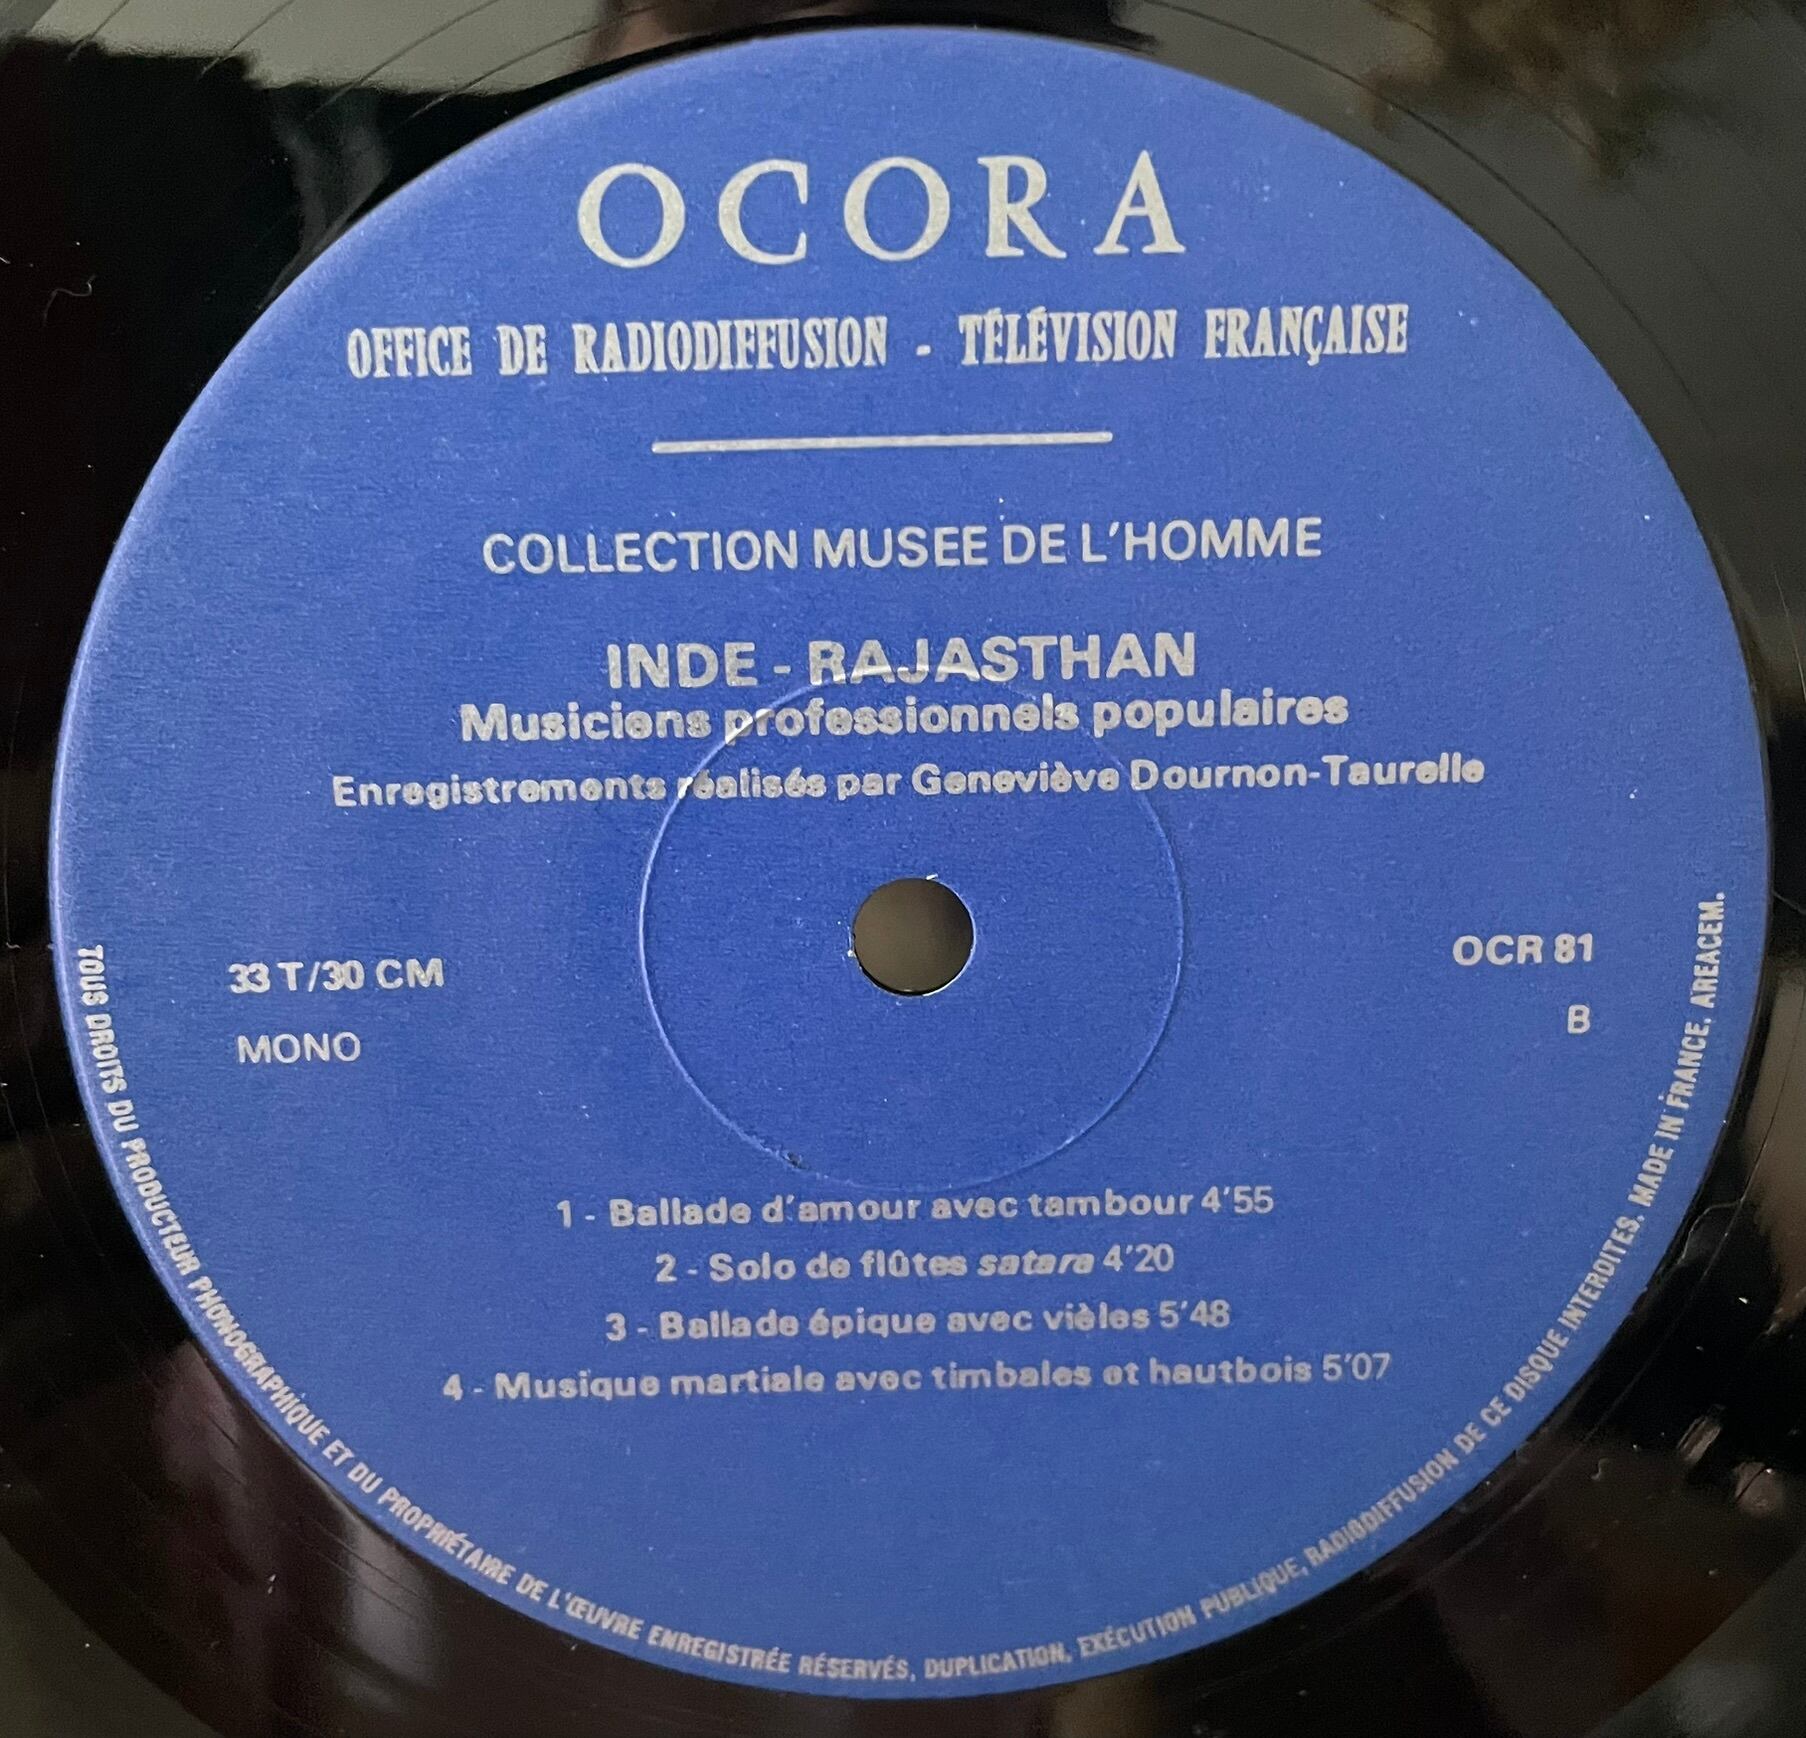 OCORA
OFFICE DE RADIODIFFUSION - TÉLÉVISION FRANÇAISE
COLLECTION MUSEE DE L'HOMME
INDE - RAJASTHAN
Musiciens professionnels populaires
Enregistrements réalisés par Geneviève Dournon-Taurelle
33 T/30 CM
MONO
OCR 81
B
1 - Ballade d'amour avec tambour 4'55
2 - Solo de flûtes satara 4'20
3 - Ballade épique avec vièles 5'48
4 - Musique martiale avec timbales et hautbois 5'07
TOUS DROITS DU PRODUCTEUR PHONOGRAPHIQUE ET DU PROPRIÉTAIRE DE L'ŒUVRE ENREGISTRÉE RÉSERVÉS, DUPLICATION, EXÉCUTION PUBLIQUE, RADIODIFFUSION DE CE DISQUE INTERDITES. MADE IN FRANCE. AREACEM.